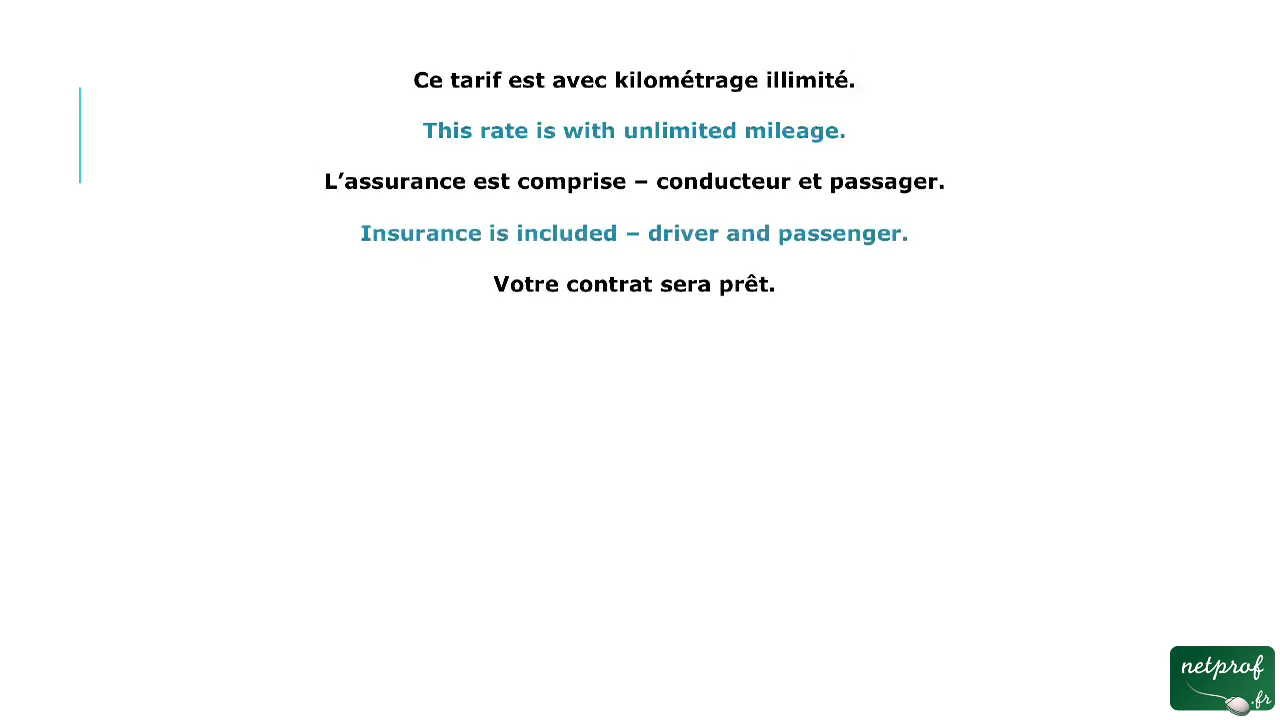 Ce tarif est avec kilométrage illimité.
This rate is with unlimited mileage.
L’assurance est comprise – conducteur et passager.
Insurance is included – driver and passenger.
Votre contrat sera prêt.
netprof
.fr